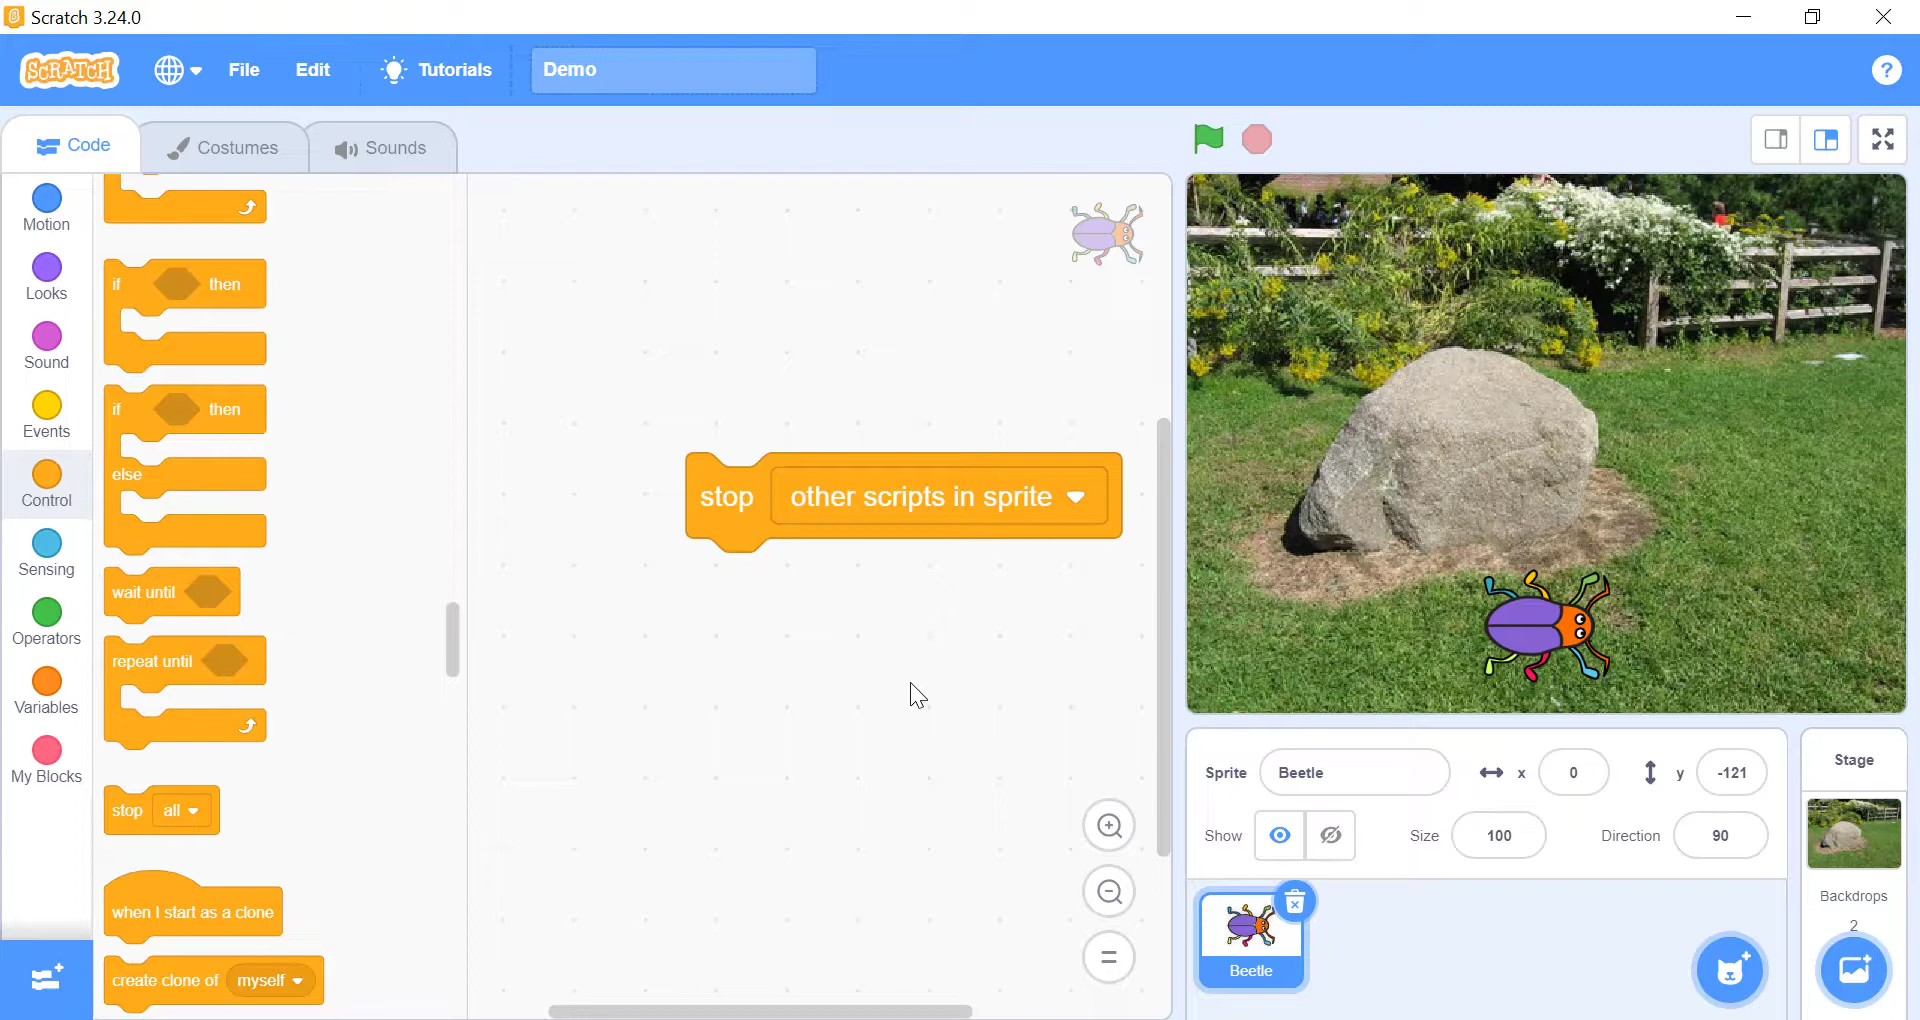 Scratch 3.24.0
SCRATCH
File
Edit
Tutorials
Demo
?
Code
Costumes
Sounds
Motion
Looks
Sound
Events
Control
Sensing
Operators
Variables
My Blocks
if then
if then
else
wait until
repeat until
stop all
when I start as a clone
create clone of myself
stop other scripts in sprite
Sprite Beetle x 0 y -121
Show Size 100 Direction 90
Beetle
Stage
Backdrops
2